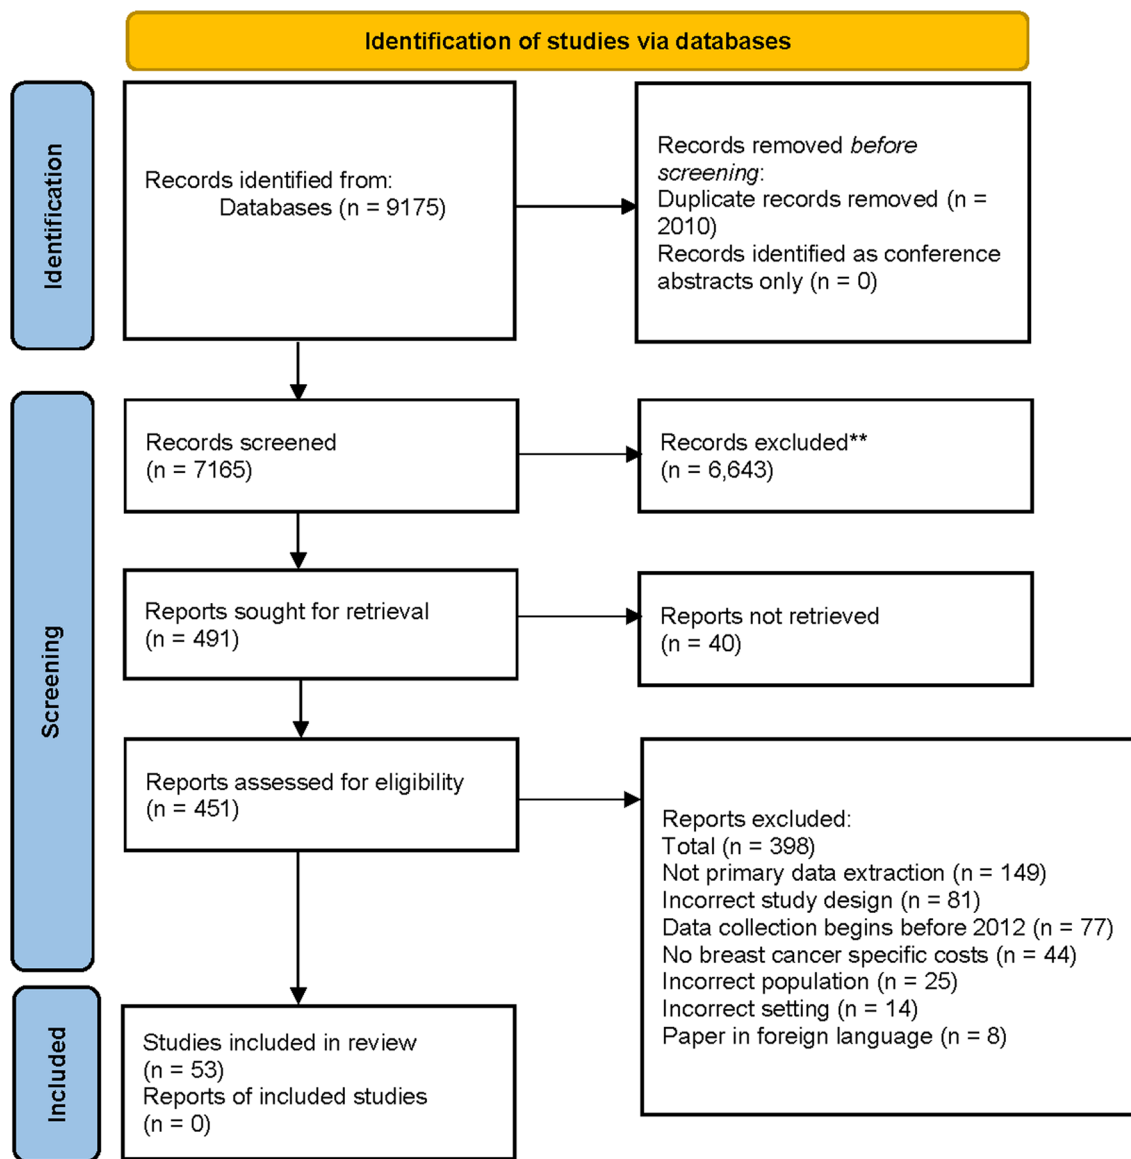 Identification of studies via databases
Identification
Records identified from:
Databases (n = 9175)
Records removed before
screening:
Duplicate records removed (n =
2010)
Records identified as conference
abstracts only (n = 0)
Screening
Records screened
(n = 7165)
Records excluded**
(n = 6,643)
Reports sought for retrieval
(n = 491)
Reports not retrieved
(n = 40)
Reports assessed for eligibility
(n = 451)
Reports excluded:
Total (n = 398)
Not primary data extraction (n = 149)
Incorrect study design (n = 81)
Data collection begins before 2012 (n = 77)
No breast cancer specific costs (n = 44)
Incorrect population (n = 25)
Incorrect setting (n = 14)
Paper in foreign language (n = 8)
Included
Studies included in review
(n = 53)
Reports of included studies
(n = 0)